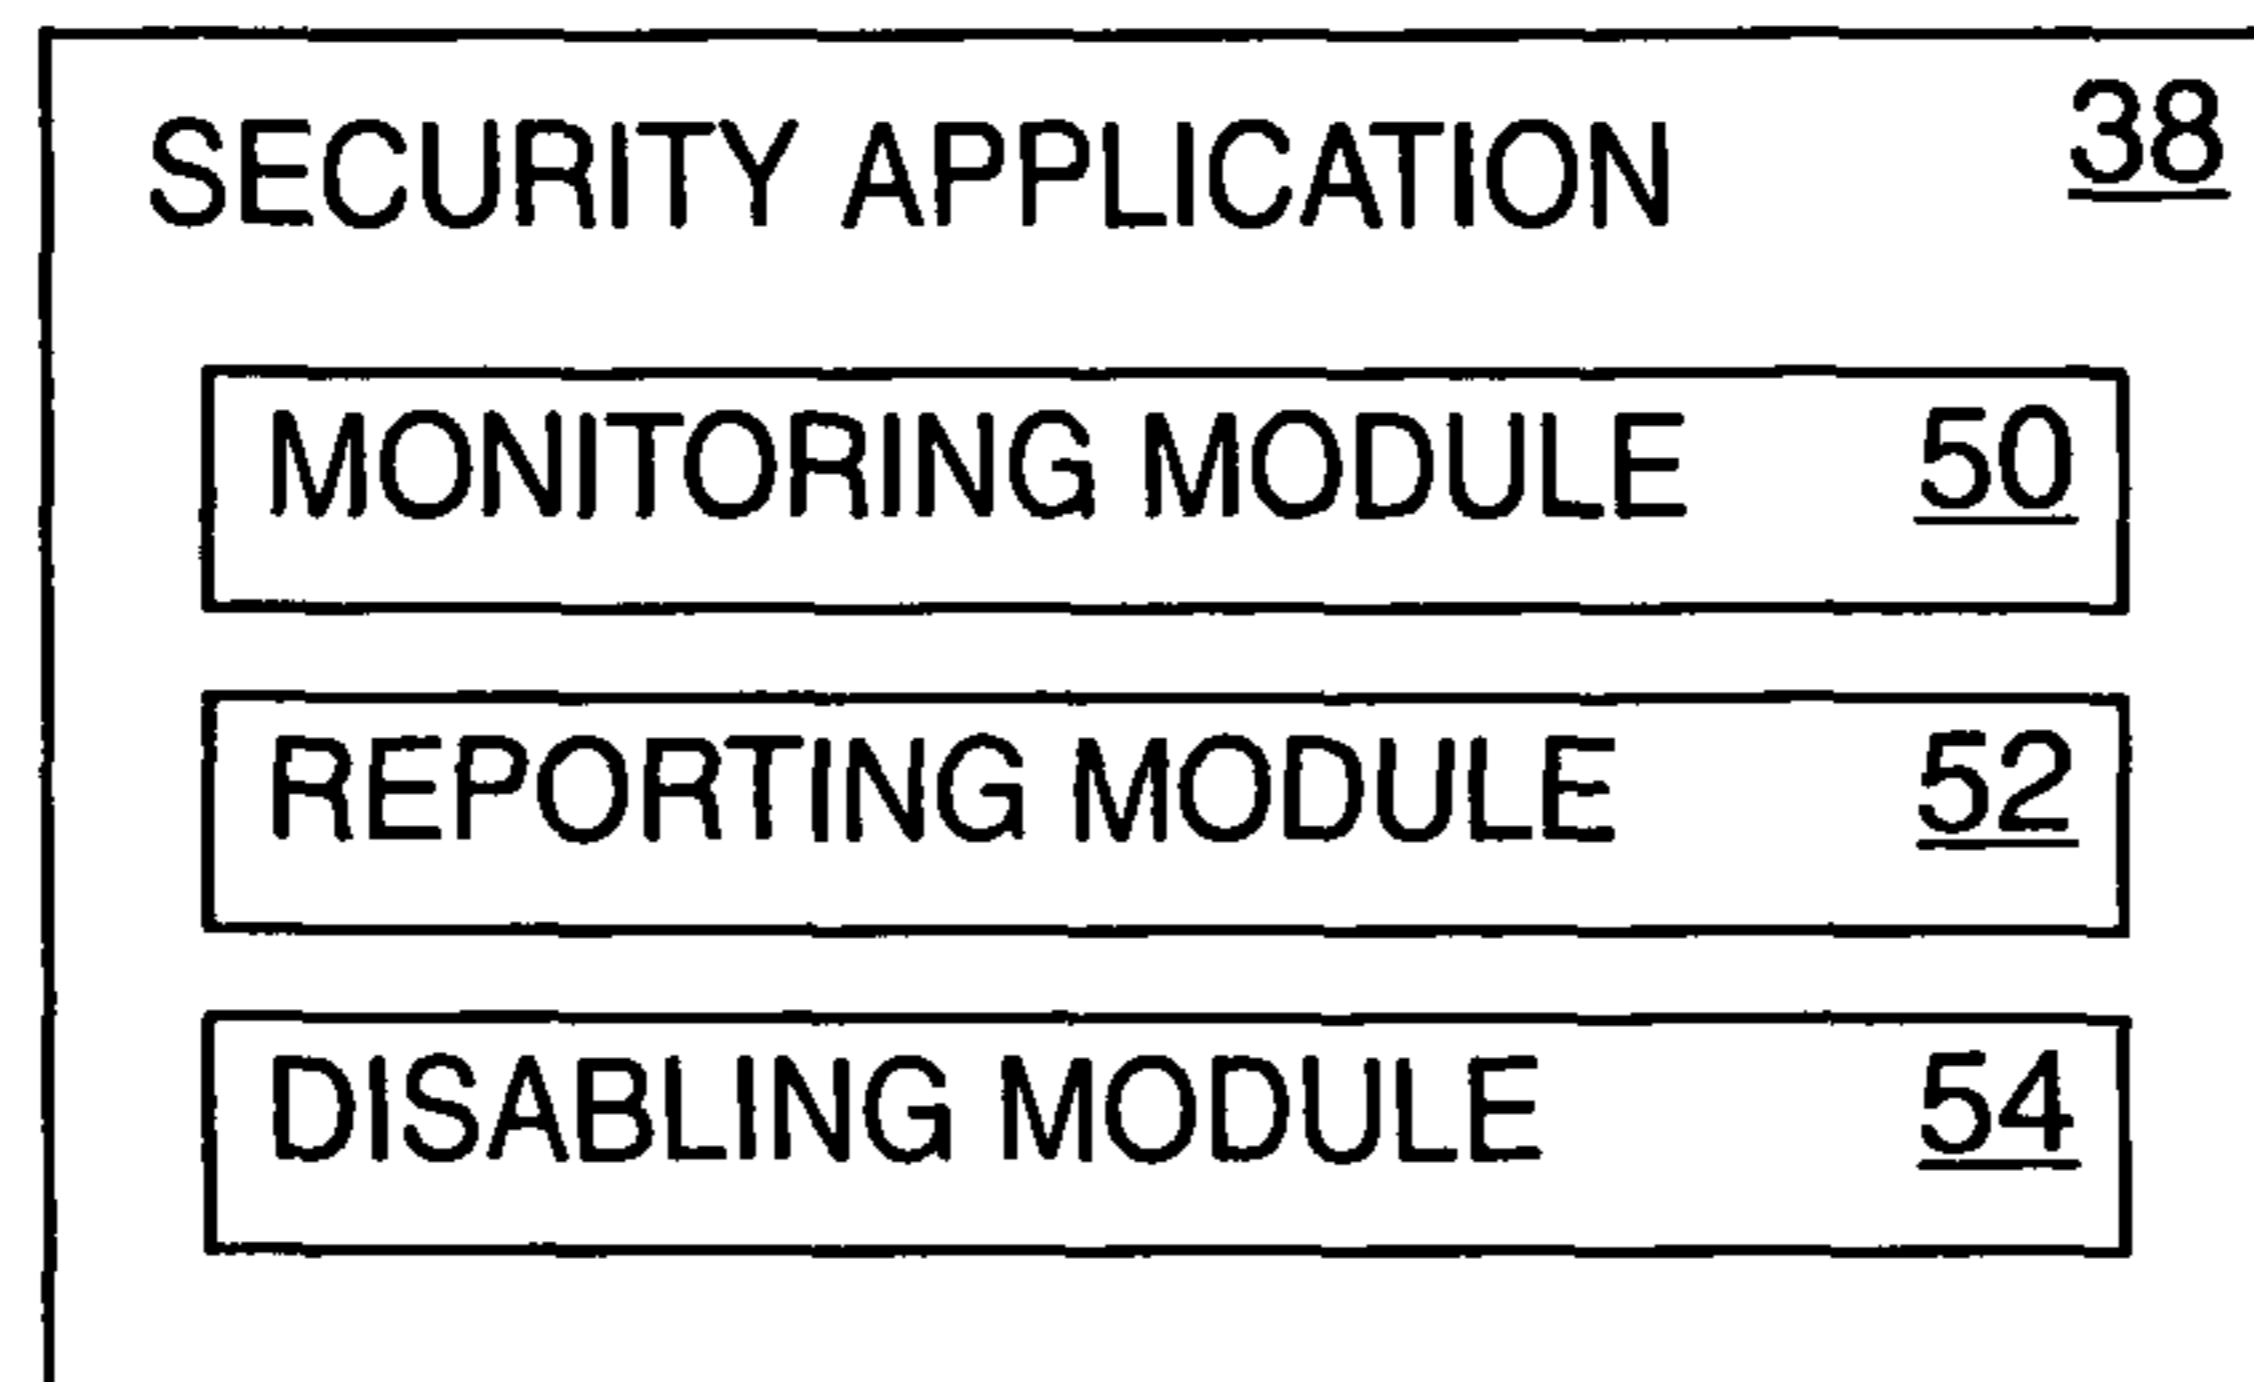 SECURITY APPLICATION 38
MONITORING MODULE 50
REPORTING MODULE 52
DISABLING MODULE 54